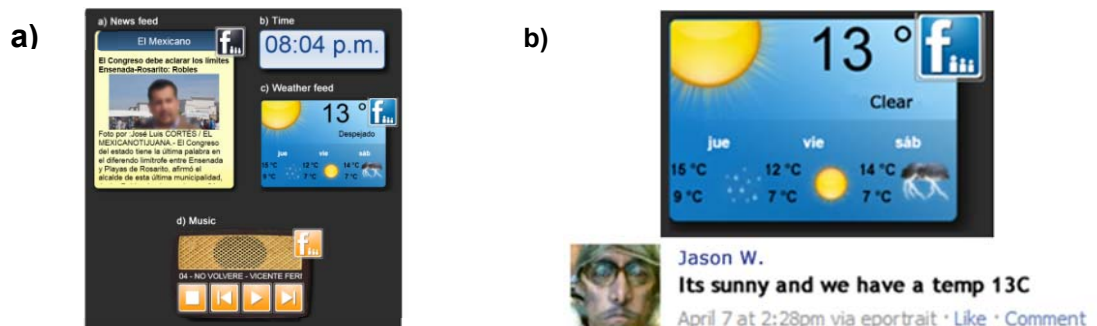 a)
a) News feed
El Mexicano
El Congreso debe aclarar los límites
Ensenada-Rosarito: Robles
Foto por :José Luis CORTÉS / EL
MEXICANOTIJUANA.- El Congreso
del estado tiene la última palabra en
el diferendo limítrofe entre Ensenada
y Playas de Rosarito, afirmó el
alcalde de esta última municipalidad,
b) Time
08:04 p.m.
c) Weather feed
13 °
Despejado
jue vie sáb
15 °C 12 °C 14 °C
9 °C 7 °C 7 °C
d) Music
04 - NO VOLVERE - VICENTE FER
b)
13 °
Clear
jue vie sáb
15 °C 12 °C 14 °C
9 °C 7 °C 7 °C
Jason W.
Its sunny and we have a temp 13C
April 7 at 2:28pm via eportrait · Like · Comment